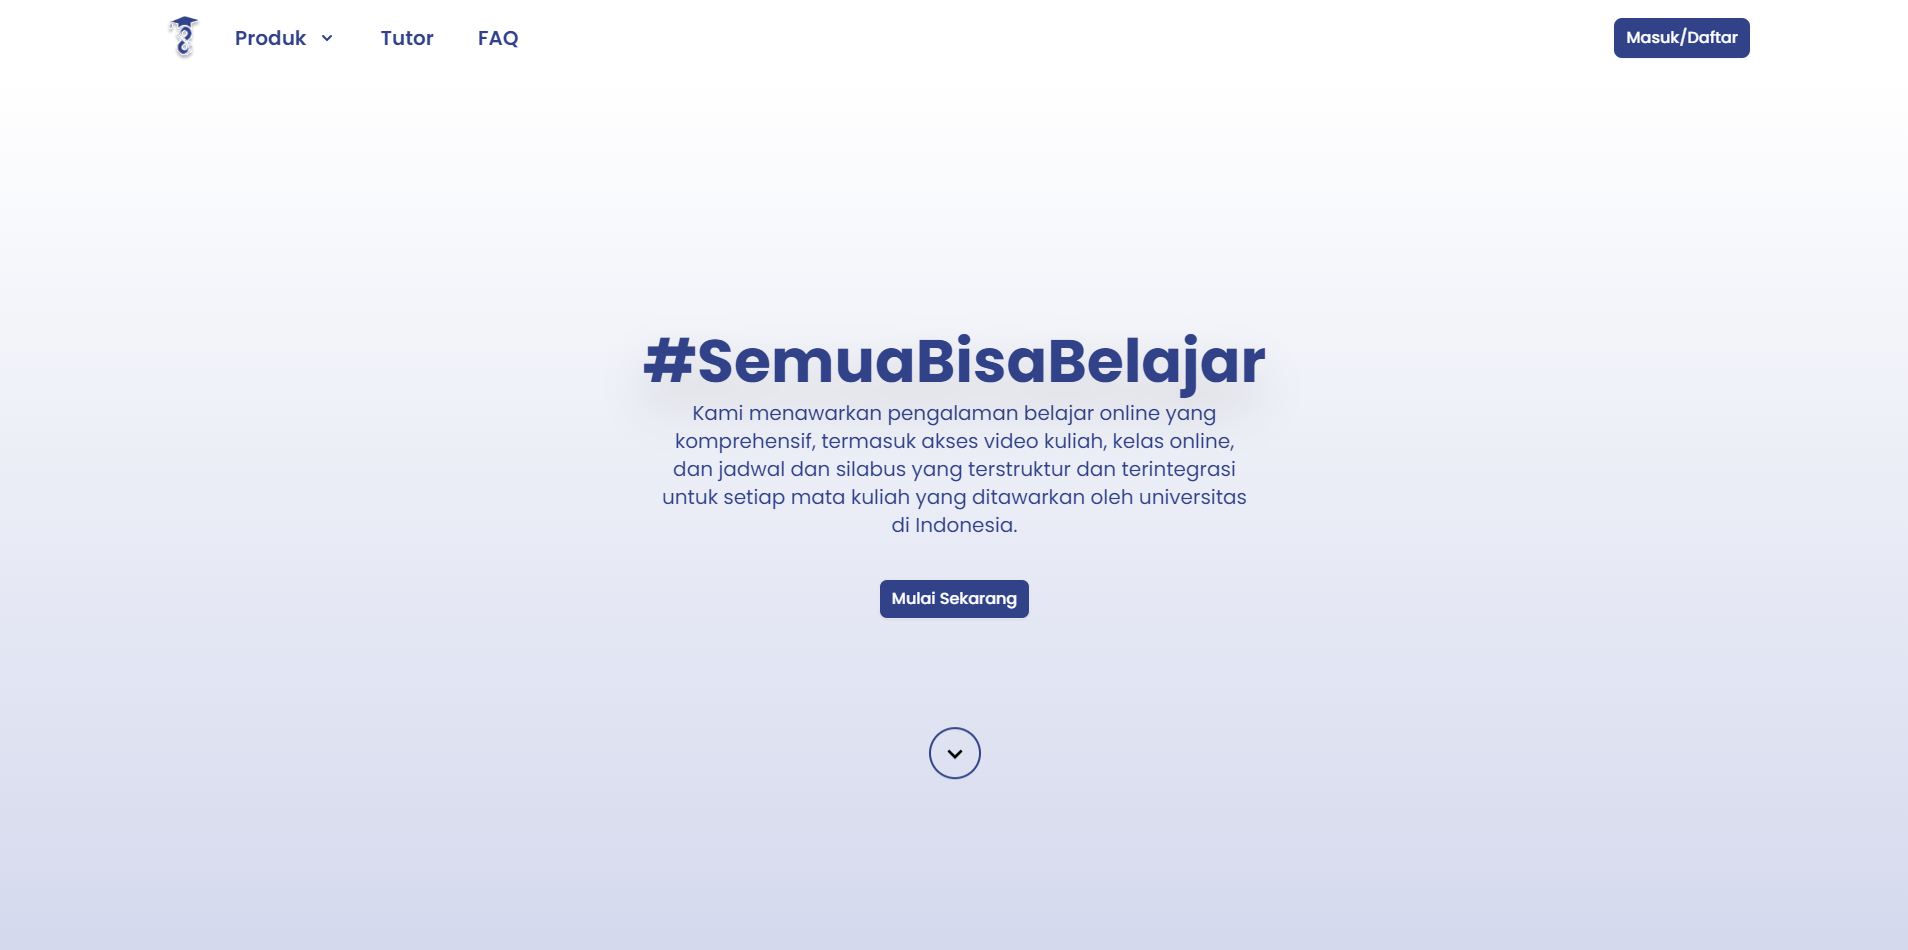 Produk
Tutor
FAQ
Masuk/Daftar
#SemuaBisaBelajar
Kami menawarkan pengalaman belajar online yang
komprehensif, termasuk akses video kuliah, kelas online,
dan jadwal dan silabus yang terstruktur dan terintegrasi
untuk setiap mata kuliah yang ditawarkan oleh universitas
di Indonesia.
Mulai Sekarang